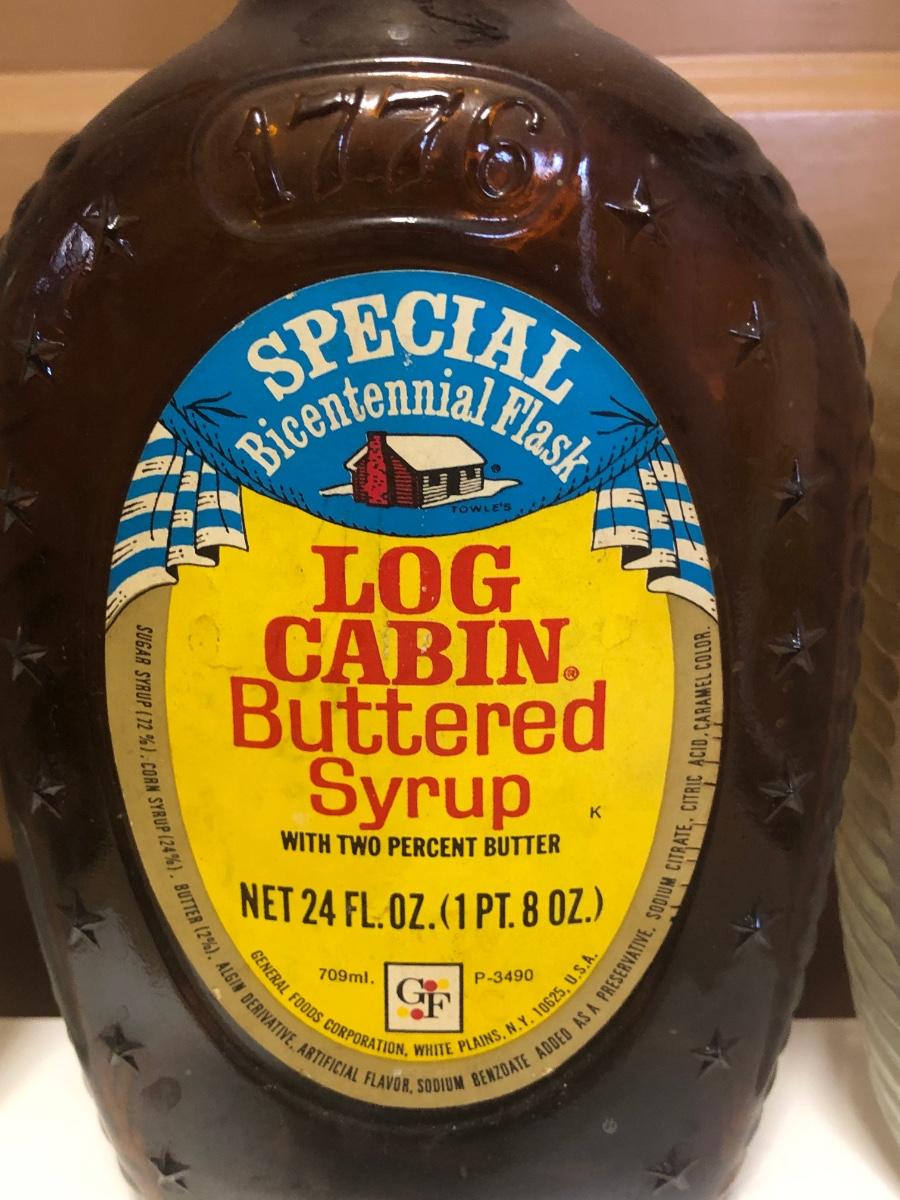 1776
SPECIAL
Bicentennial Flask
®
TOWLE'S
LOG
CABIN®
Buttered
Syrup
K
WITH TWO PERCENT BUTTER
NET 24 FL. OZ. (1 PT. 8 OZ.)
709ml. GF P-3490
GENERAL FOODS CORPORATION, WHITE PLAINS, N.Y. 10625, U.S.A.
SUGAR SYRUP (72%), CORN SYRUP (24%), BUTTER (2%), ALGIN DERIVATIVE, ARTIFICIAL FLAVOR, SODIUM BENZOATE ADDED AS A PRESERVATIVE, SODIUM CITRATE, CITRIC ACID, CARAMEL COLOR.